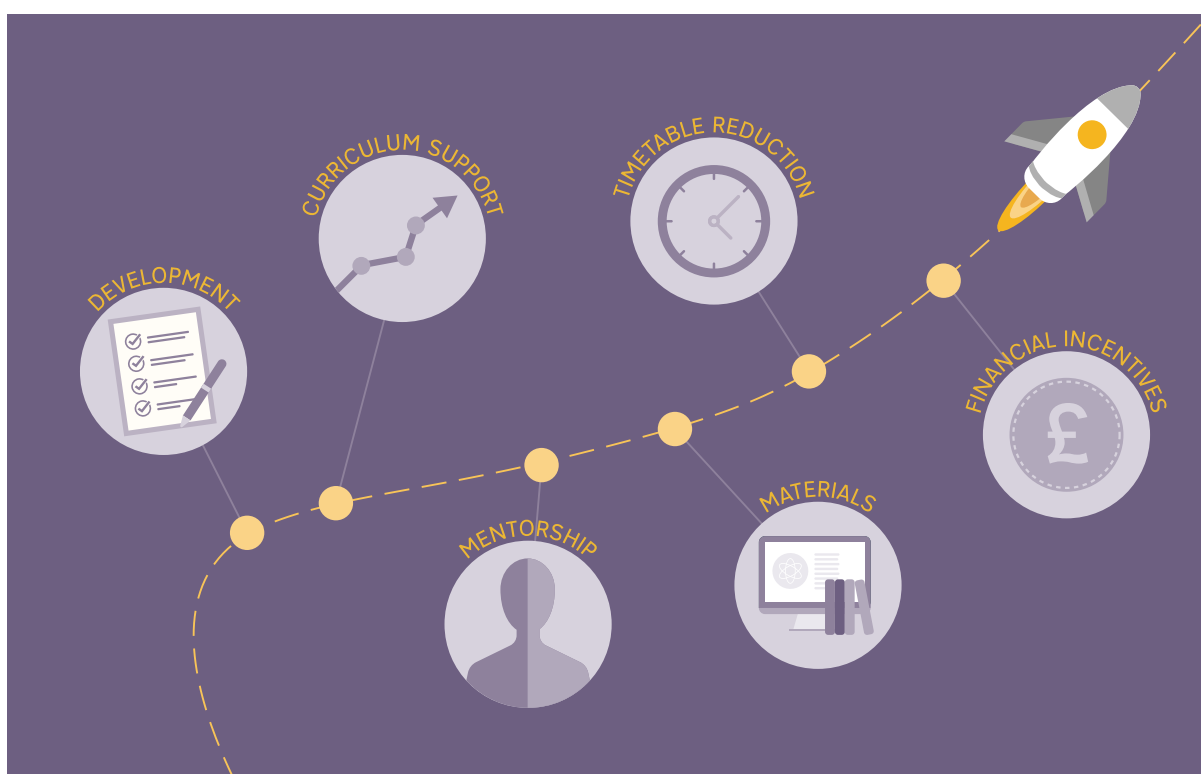 DEVELOPMENT
CURRICULUM SUPPORT
MENTORSHIP
MATERIALS
TIMETABLE REDUCTION
FINANCIAL INCENTIVES
£